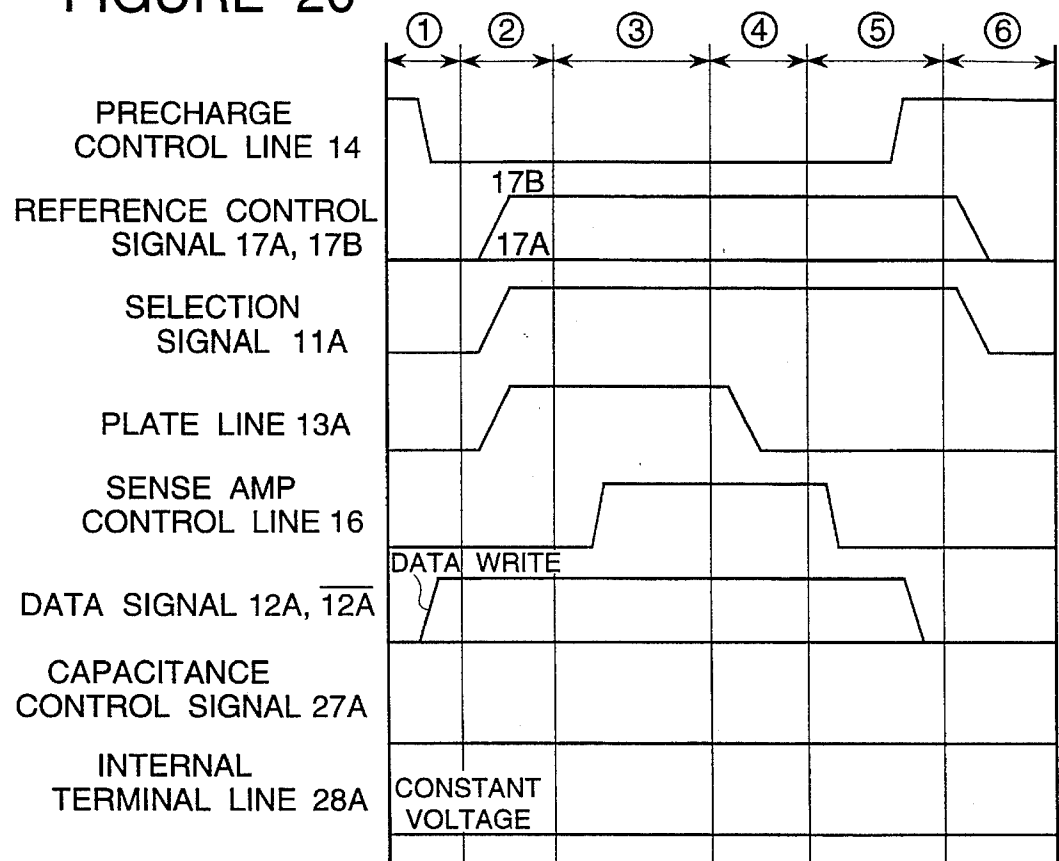 ① ② ③ ④ ⑤ ⑥
PRECHARGE
CONTROL LINE 14
REFERENCE CONTROL
SIGNAL 17A, 17B
17B
17A
SELECTION
SIGNAL 11A
PLATE LINE 13A
SENSE AMP
CONTROL LINE 16
DATA WRITE
DATA SIGNAL 12A, 12A
CAPACITANCE
CONTROL SIGNAL 27A
INTERNAL
TERMINAL LINE 28A
CONSTANT
VOLTAGE